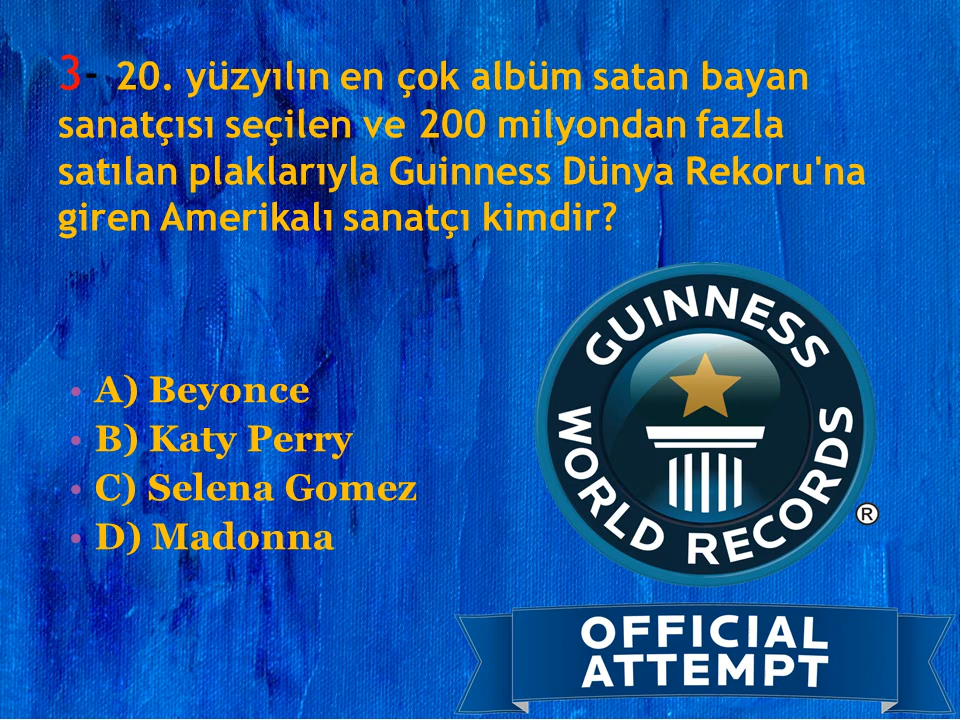 3- 20. yüzyılın en çok albüm satan bayan
sanatçısı seçilen ve 200 milyondan fazla
satılan plaklarıyla Guinness Dünya Rekoru'na
giren Amerikalı sanatçı kimdir?
• A) Beyonce
• B) Katy Perry
• C) Selena Gomez
• D) Madonna
GUINNESS
WORLD RECORDS
®
OFFICIAL
ATTEMPT